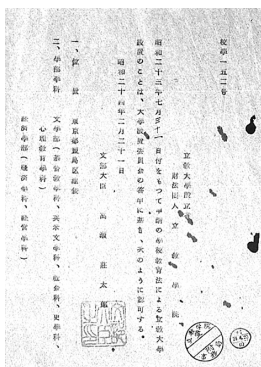 校学一五二号
立教大学設立者
財団法人 立教学院
昭和二十三年七月三十一日付をもつて申請の学校教育法による立教大学
設置のことは、大学設置委員会の答申に基き、次のように認可する。
昭和二十四年二月二十一日
文部大臣 高瀬荘太郎
一、位置 東京都豊島区池袋
二、学部学科 文学部（基督教学科、英米文学科、社会科、史学科、
心理教育学科）
経済学部（経済学科、経営学科）